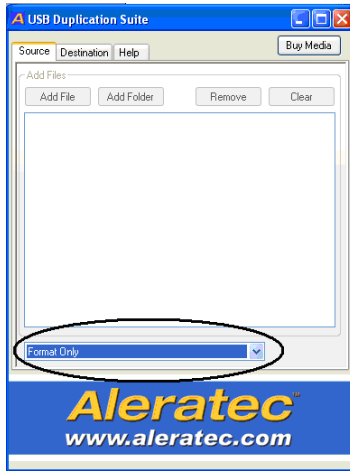 A USB Duplication Suite
Buy Media
Source Destination Help
Add Files
Add File Add Folder Remove Clear
Format Only
Aleratec™
www.aleratec.com